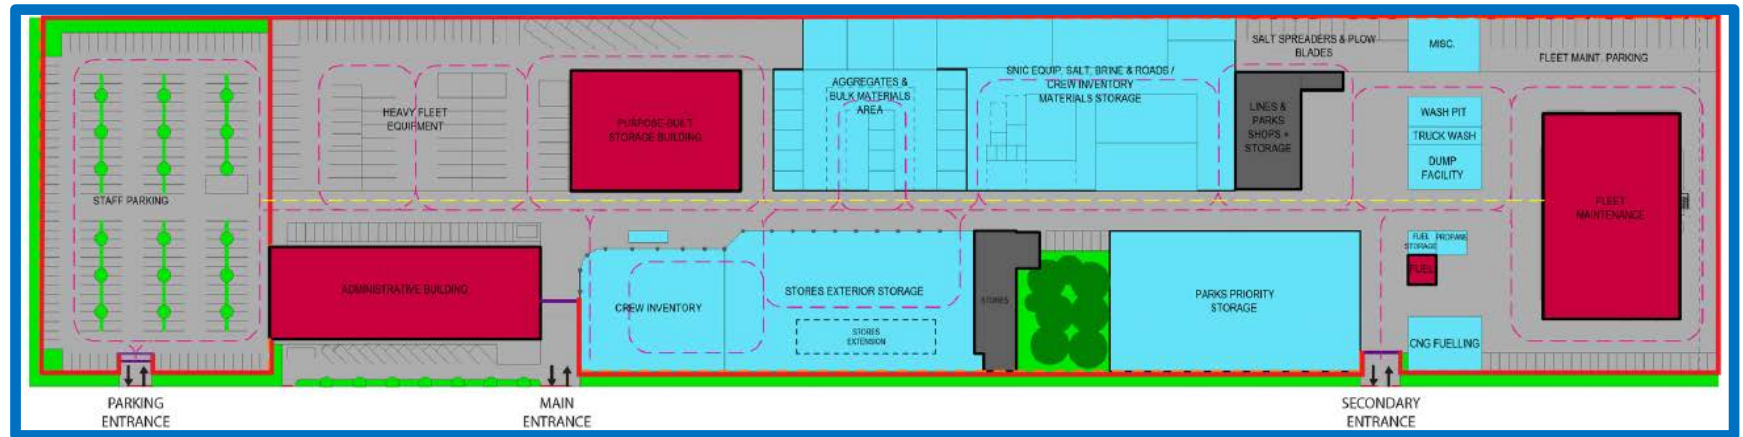 SALT SPREADERS & PLOW
BLADES
MISC.
FLEET MAINT. PARKING
AGGREGATES &
BULK MATERIALS
AREA
SNIC EQUIP. SALT, BRINE & ROADS /
CREW INVENTORY
MATERIALS STORAGE
HEAVY FLEET
EQUIPMENT
PURPOSE-BUILT
STORAGE BUILDING
LINES &
PARKS
SHOPS +
STORAGE
WASH PIT
TRUCK WASH
DUMP
FACILITY
STAFF PARKING
FLEET
MAINTENANCE
FUEL
STORAGE
PROPANE
FUEL
ADMINISTRATIVE BUILDING
CREW INVENTORY
STORES EXTERIOR STORAGE
STORES
EXTENSION
STORES
PARKS PRIORITY
STORAGE
CNG FUELLING
PARKING
ENTRANCE
MAIN
ENTRANCE
SECONDARY
ENTRANCE